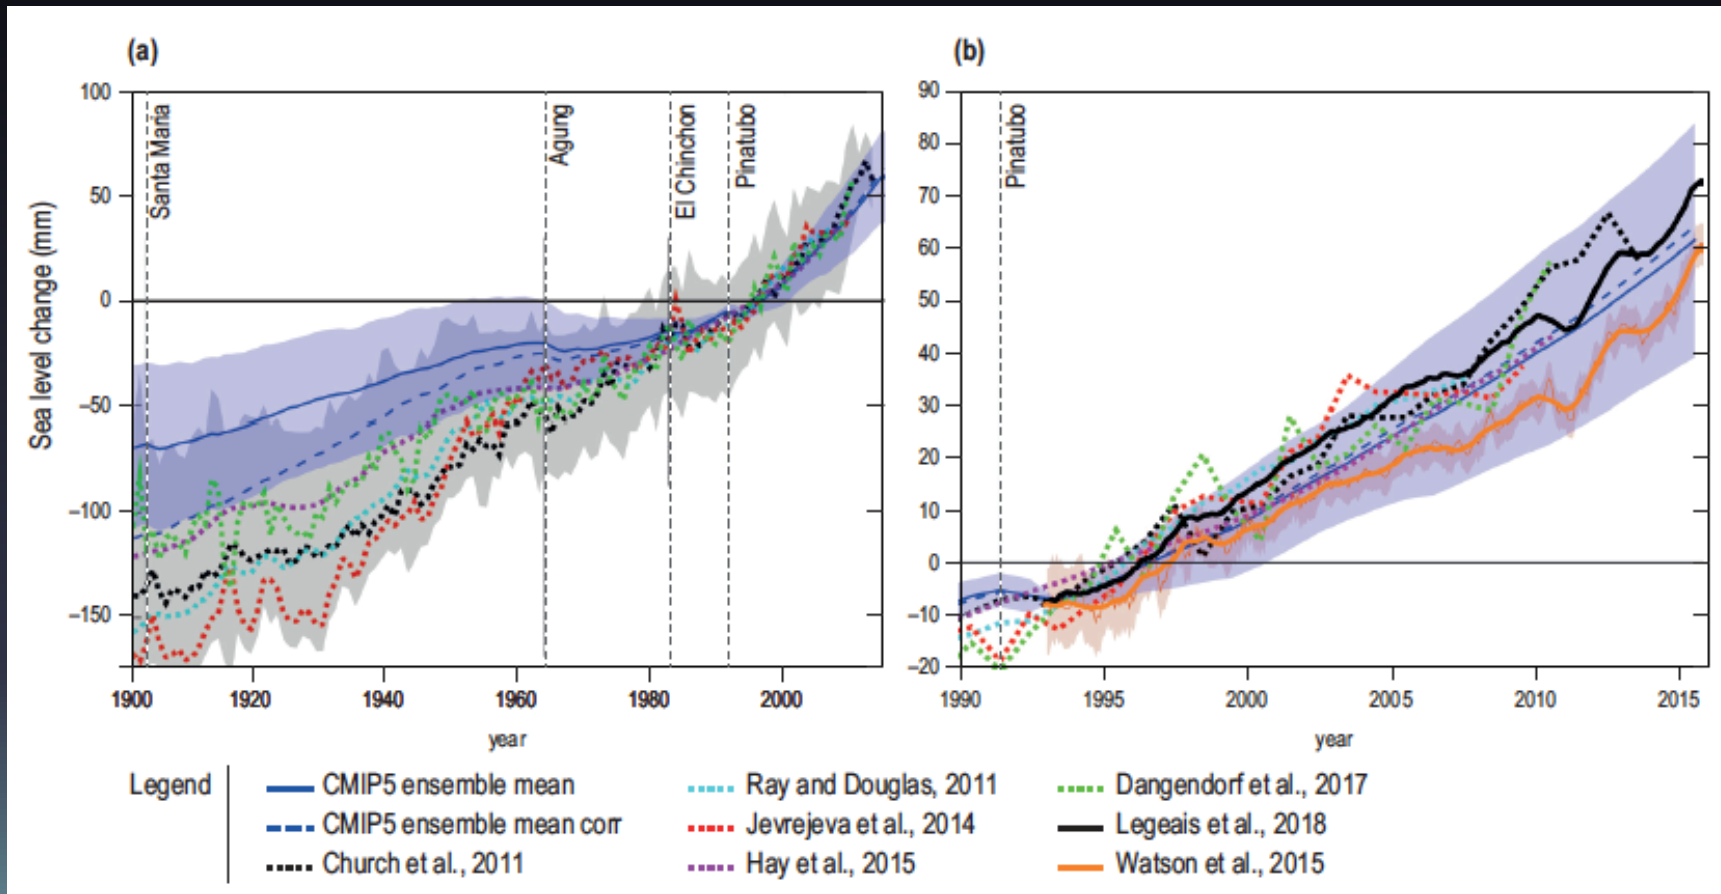 (a)
(b)
Sea level change (mm)
100
50
0
−50
−100
−150
Santa Maria
Agung
El Chinchon
Pinatubo
1900
1920
1940
1960
1980
2000
year
90
80
70
60
50
40
30
20
10
0
−10
−20
Pinatubo
1990
1995
2000
2005
2010
2015
year
Legend
CMIP5 ensemble mean
CMIP5 ensemble mean corr
Church et al., 2011
Ray and Douglas, 2011
Jevrejeva et al., 2014
Hay et al., 2015
Dangendorf et al., 2017
Legeais et al., 2018
Watson et al., 2015